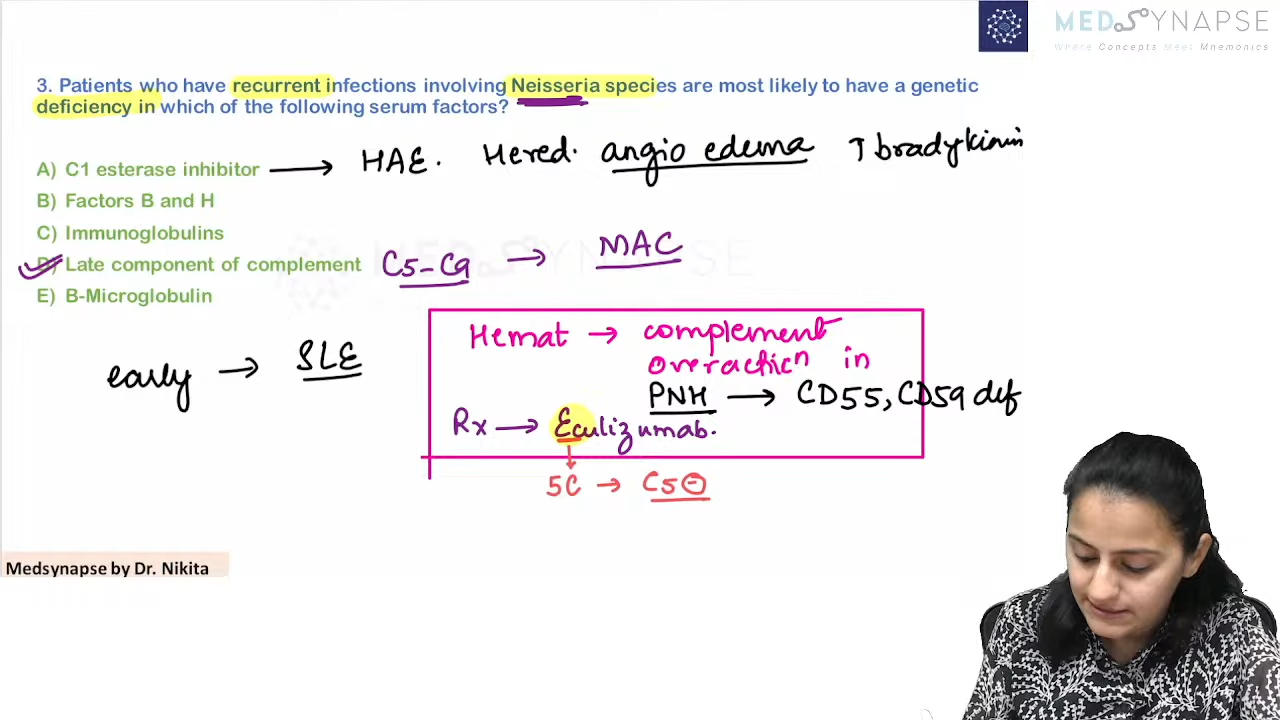 MEDSYNAPSE
Where Concepts Meet Mnemonics
3. Patients who have recurrent infections involving Neisseria species are most likely to have a genetic
deficiency in which of the following serum factors?
A) C1 esterase inhibitor → HAE. Hered. angio edema ↑ bradykinin
B) Factors B and H
C) Immunoglobulins
D) Late component of complement C5-C9 → MAC
E) B-Microglobulin
early → SLE
Hemat → complement
overacticn in
PNH → CD55, CD59 def
Rx → Eculizumab.
5C → C5⊖
Medsynapse by Dr. Nikita